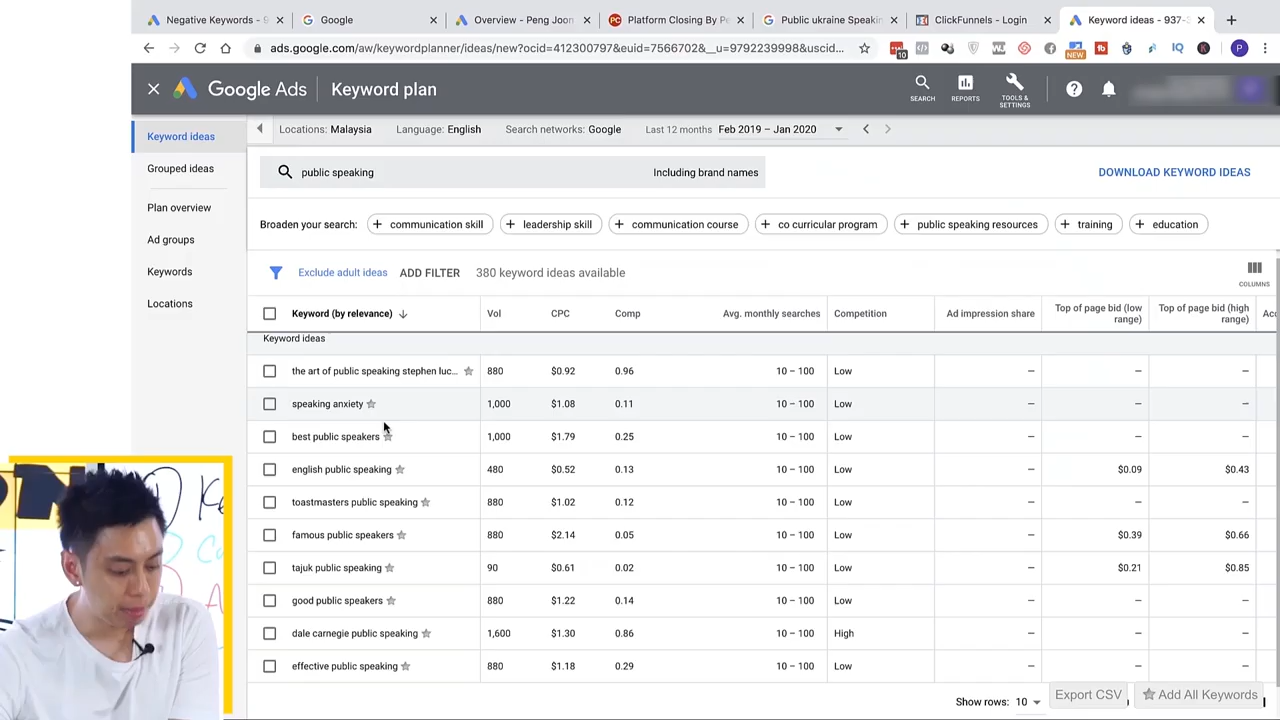 Negative Keywords - 9
Google
Overview - Peng Joon
Platform Closing By Pe
Public ukraine Speakin
ClickFunnels - Login
Keyword ideas - 937-3
ads.google.com/aw/keywordplanner/ideas/new?ocid=412300797&euid=7566702&__u=9792239998&uscid...
10
NEW
IQ
P
Google Ads
Keyword plan
SEARCH
REPORTS
TOOLS & SETTINGS
Keyword ideas
Grouped ideas
Plan overview
Ad groups
Keywords
Locations
Locations: Malaysia Language: English Search networks: Google Last 12 months Feb 2019 – Jan 2020
public speaking Including brand names
DOWNLOAD KEYWORD IDEAS
Broaden your search: + communication skill + leadership skill + communication course + co curricular program + public speaking resources + training + education
Exclude adult ideas ADD FILTER 380 keyword ideas available
COLUMNS
Keyword (by relevance) Vol CPC Comp Avg. monthly searches Competition Ad impression share Top of page bid (low range) Top of page bid (high range) Acc
Keyword ideas
the art of public speaking stephen luc... 880 $0.92 0.96 10 – 100 Low – – –
speaking anxiety 1,000 $1.08 0.11 10 – 100 Low – – –
best public speakers 1,000 $1.79 0.25 10 – 100 Low – – –
english public speaking 480 $0.52 0.13 10 – 100 Low – $0.09 $0.43
toastmasters public speaking 880 $1.02 0.12 10 – 100 Low – – –
famous public speakers 880 $2.14 0.05 10 – 100 Low – $0.39 $0.66
tajuk public speaking 90 $0.61 0.02 10 – 100 Low – $0.21 $0.85
good public speakers 880 $1.22 0.14 10 – 100 Low – – –
dale carnegie public speaking 1,600 $1.30 0.86 10 – 100 High – – –
effective public speaking 880 $1.18 0.29 10 – 100 Low – – –
Show rows: 10
Export CSV
Add All Keywords